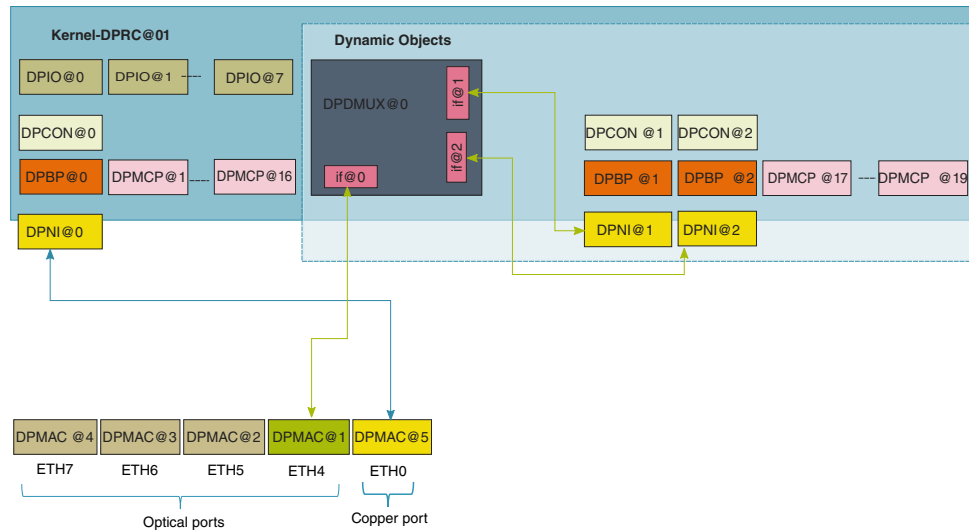 Kernel-DPRC@01
Dynamic Objects
DPIO@0
DPIO@1
----
DPIO@7
DPDMUX@0
if@1
if@2
if@0
DPCON@0
DPCON @1
DPCON@2
DPBP@0
DPMCP@1
-----
DPMCP@16
DPBP @1
DPBP @2
DPMCP @17
---
DPMCP @19
DPNI@0
DPNI@1
DPNI@2
DPMAC @4
DPMAC@3
DPMAC@2
DPMAC@1
DPMAC@5
ETH7
ETH6
ETH5
ETH4
ETH0
Optical ports
Copper port